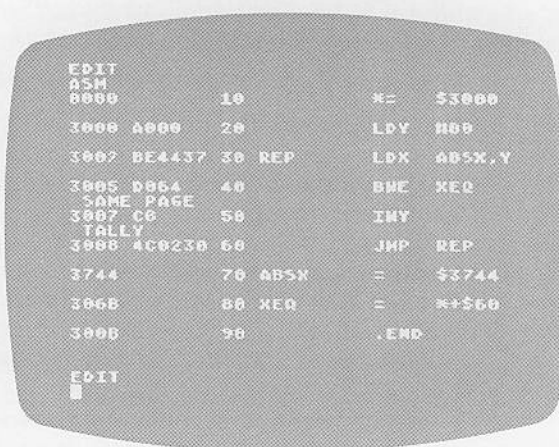 EDIT
ASM
0000 10 *= $3000
3000 A000 20 LDY #00
3002 BE4437 30 REP LDX ABSX,Y
3005 D064 40 BNE XEQ
SAME PAGE
3007 C8 50 INY
TALLY
3008 4C0230 60 JMP REP
3744 70 ABSX = $3744
306B 80 XEQ = *+$60
300B 90 .END
EDIT